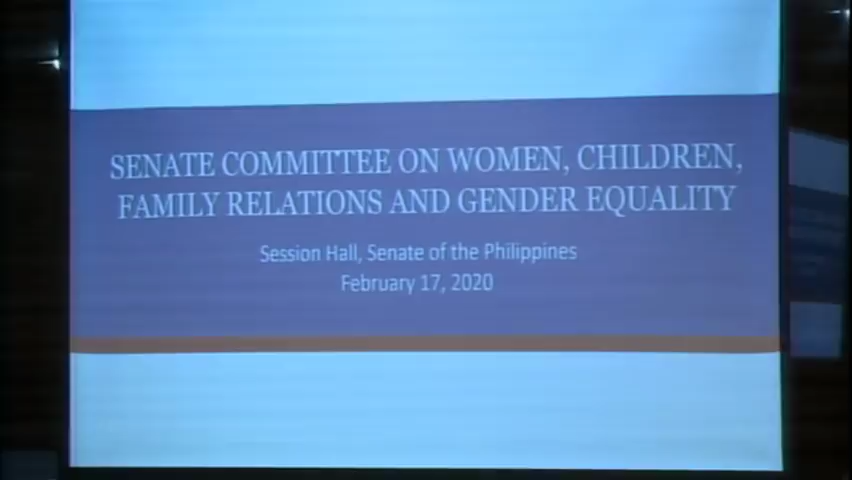 SENATE COMMITTEE ON WOMEN, CHILDREN,
FAMILY RELATIONS AND GENDER EQUALITY
Session Hall, Senate of the Philippines
February 17, 2020